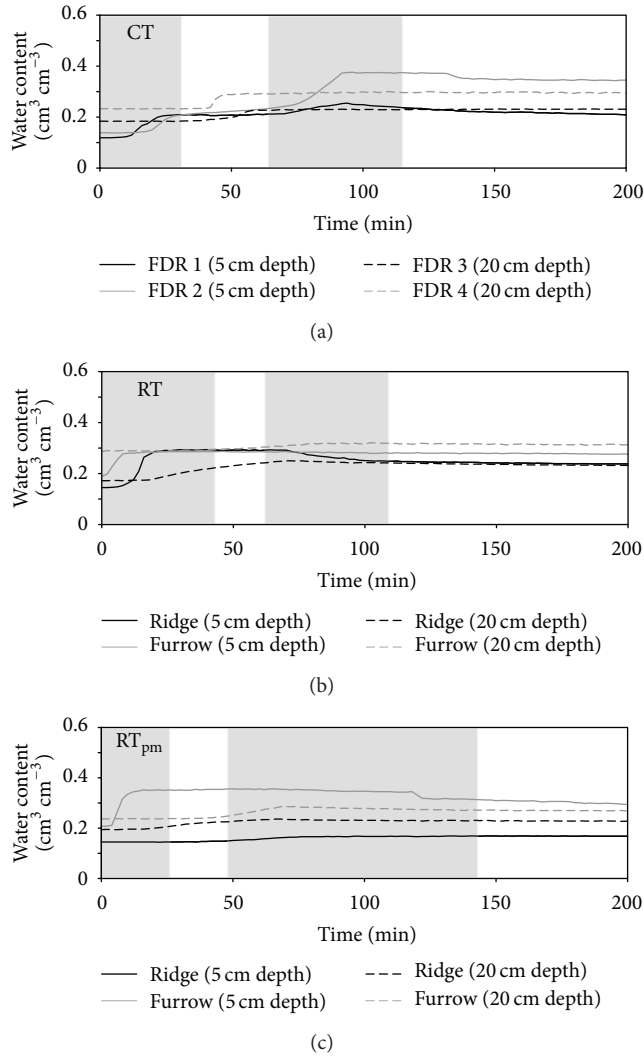 0.6
CT
0.4
0.2
0
Water content
(cm³ cm⁻³)
0 50 100 150 200
Time (min)
FDR 1 (5 cm depth) FDR 3 (20 cm depth)
FDR 2 (5 cm depth) FDR 4 (20 cm depth)
(a)
0.6
RT
0.4
0.2
0
Water content
(cm³ cm⁻³)
0 50 100 150 200
Time (min)
Ridge (5 cm depth) Ridge (20 cm depth)
Furrow (5 cm depth) Furrow (20 cm depth)
(b)
0.6
RTpm
0.4
0.2
0
Water content
(cm³ cm⁻³)
0 50 100 150 200
Time (min)
Ridge (5 cm depth) Ridge (20 cm depth)
Furrow (5 cm depth) Furrow (20 cm depth)
(c)